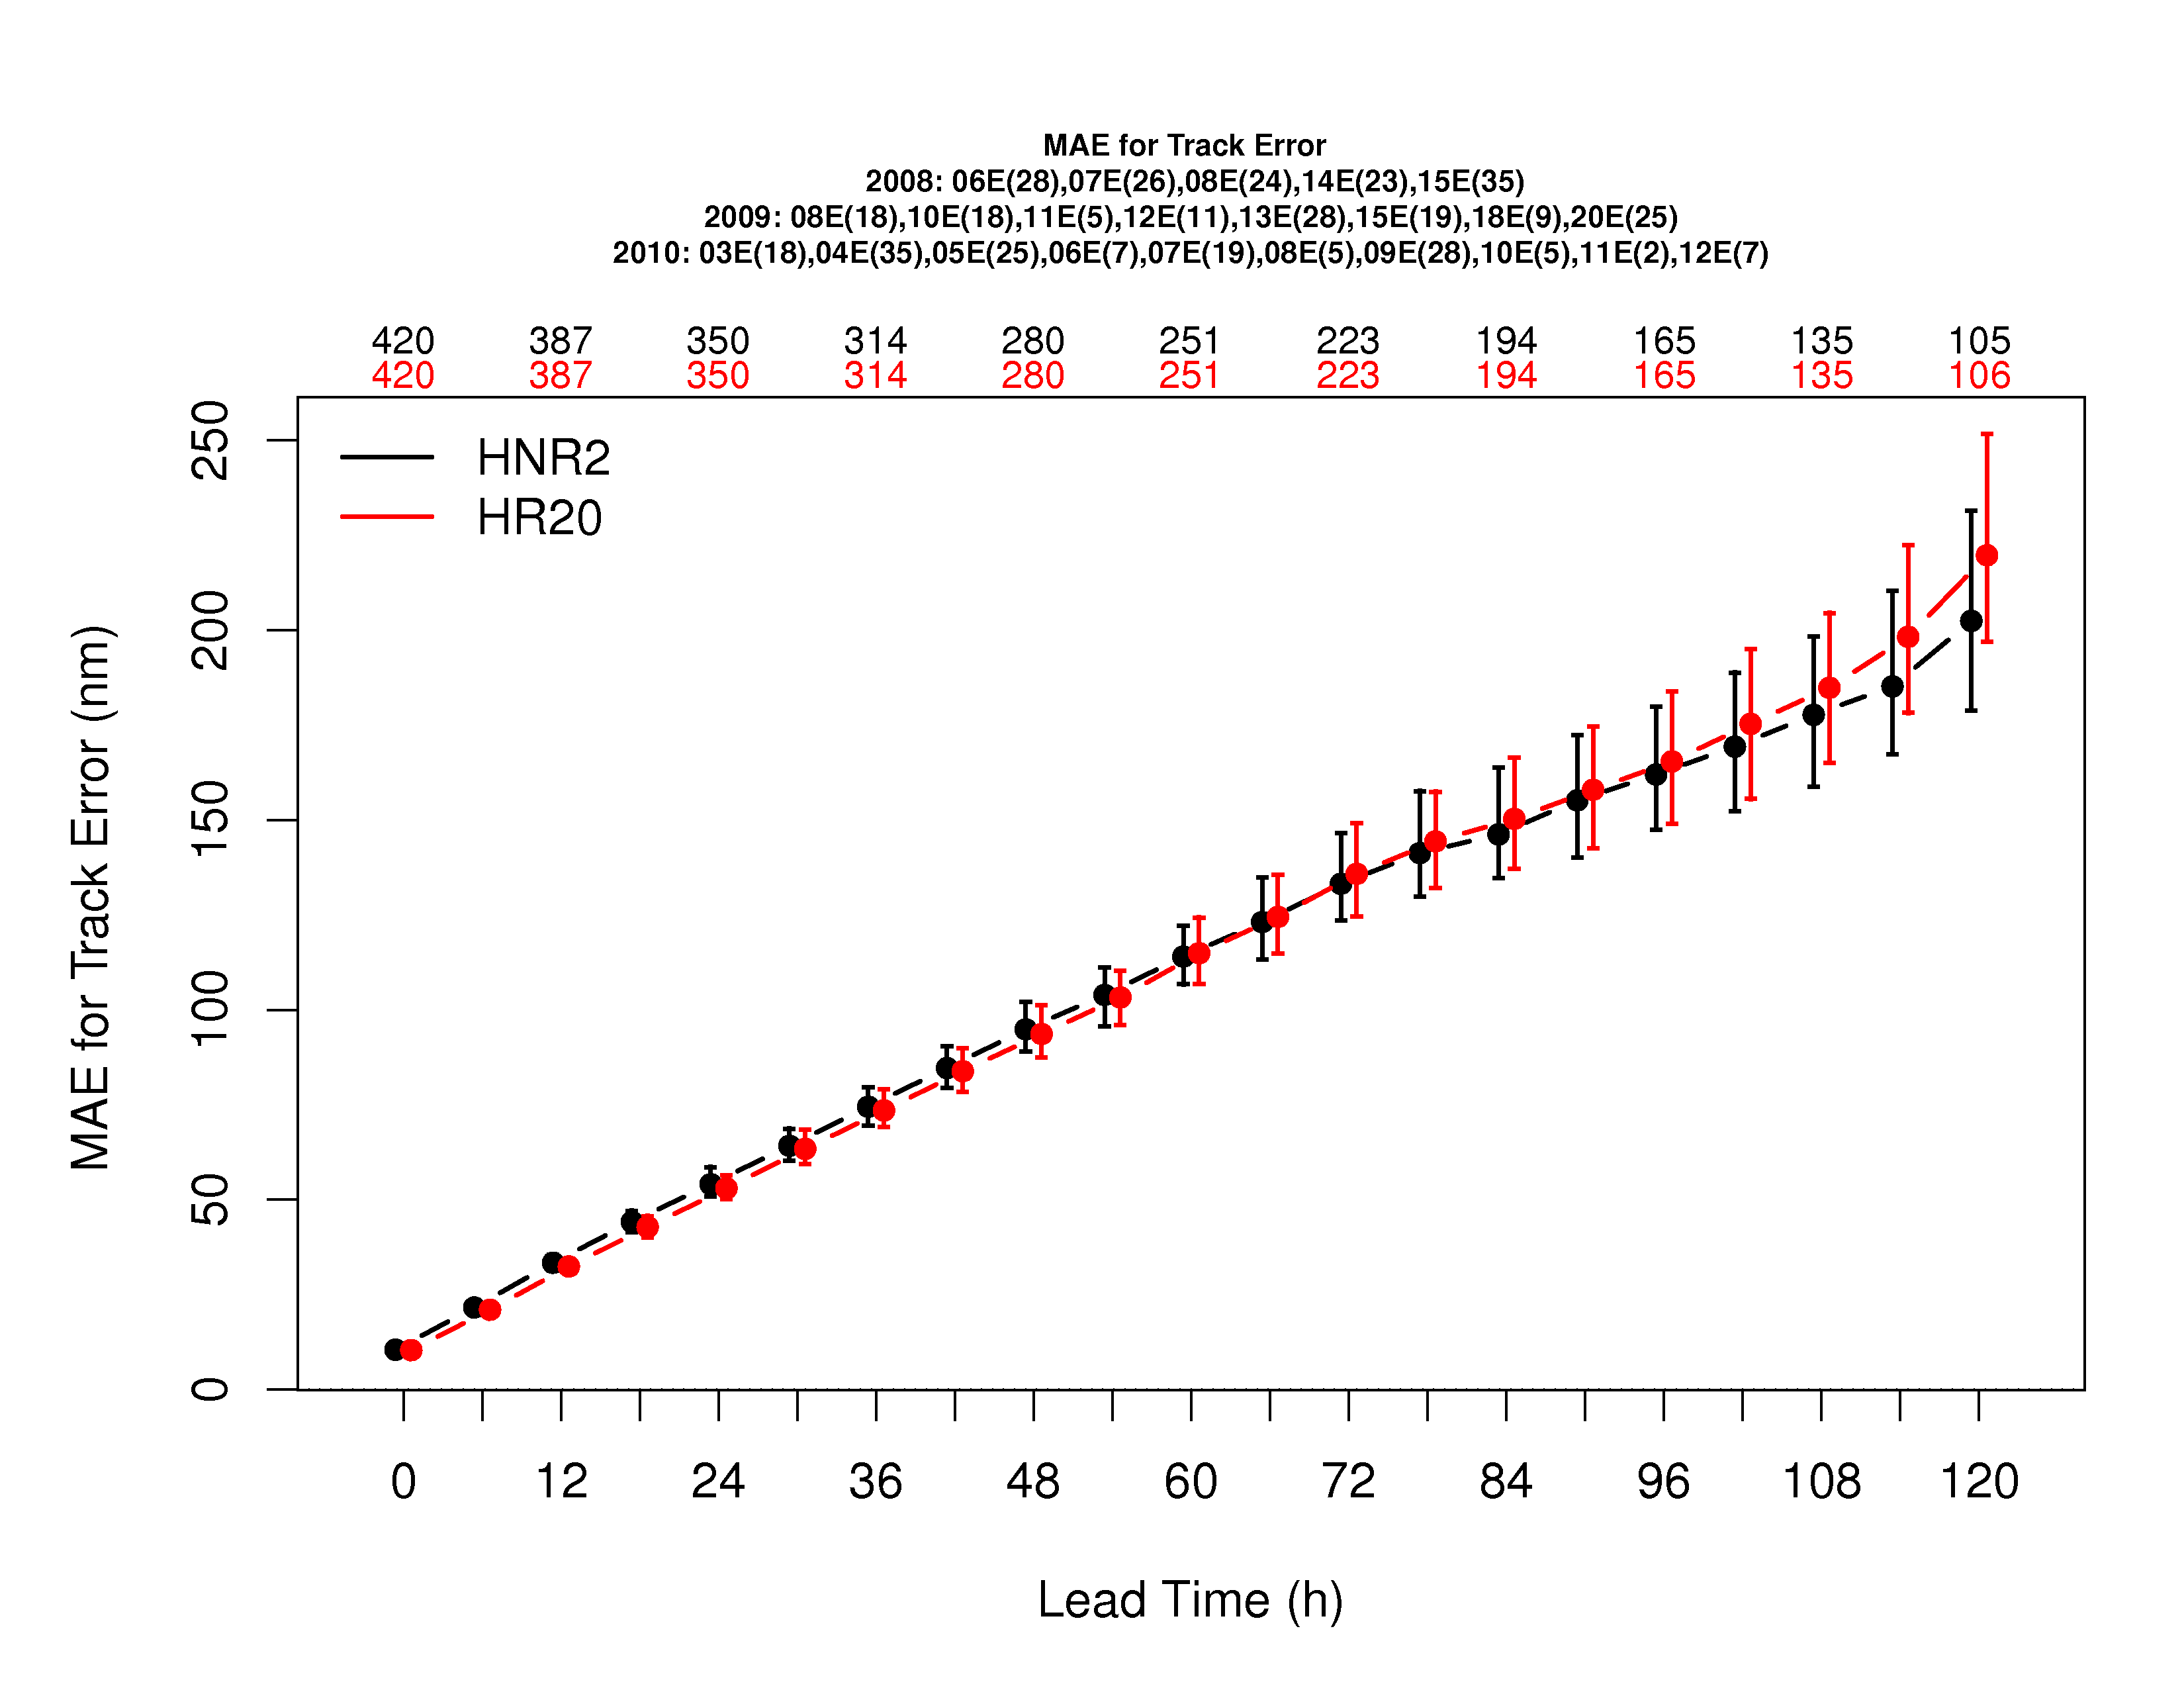 MAE for Track Error
2008: 06E(28),07E(26),08E(24),14E(23),15E(35)
2009: 08E(18),10E(18),11E(5),12E(11),13E(28),15E(19),18E(9),20E(25)
2010: 03E(18),04E(35),05E(25),06E(7),07E(19),08E(5),09E(28),10E(5),11E(2),12E(7)
420 387 350 314 280 251 223 194 165 135 105
420 387 350 314 280 251 223 194 165 135 106
HNR2
HR20
250
200
150
100
50
0
MAE for Track Error (nm)
0 12 24 36 48 60 72 84 96 108 120
Lead Time (h)